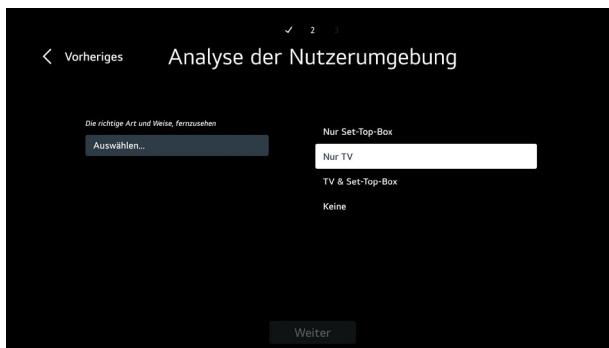 ✓ 2 3
Vorheriges
Analyse der Nutzerumgebung
Die richtige Art und Weise, fernzusehen
Auswählen...
Nur Set-Top-Box
Nur TV
TV & Set-Top-Box
Keine
Weiter